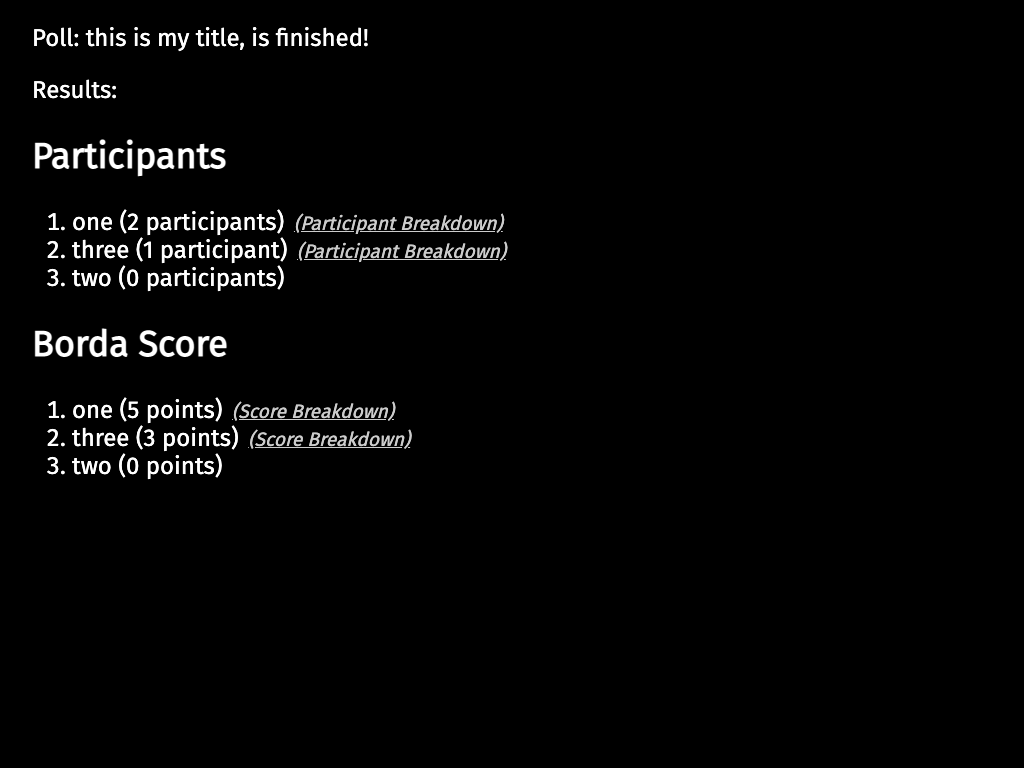 Poll: this is my title, is finished!
Results:
Participants
1. one (2 participants) (Participant Breakdown)
2. three (1 participant) (Participant Breakdown)
3. two (0 participants)
Borda Score
1. one (5 points) (Score Breakdown)
2. three (3 points) (Score Breakdown)
3. two (0 points)